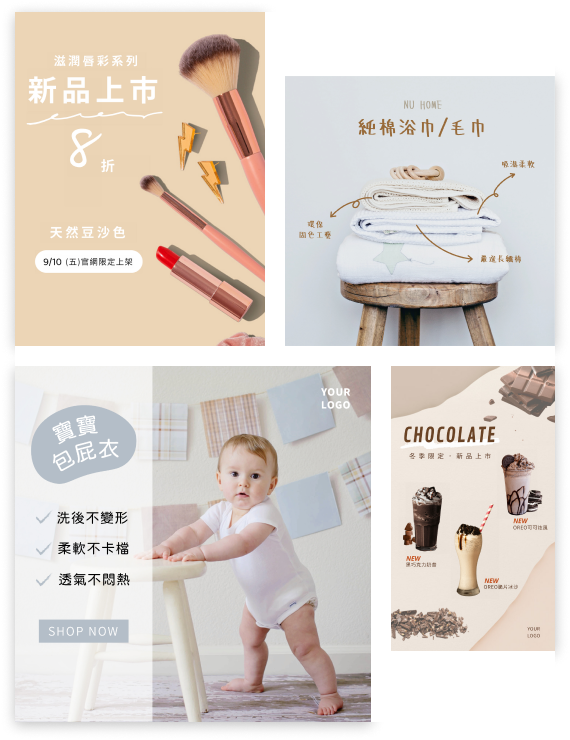 滋潤唇彩系列
新品上市
8折
天然豆沙色
9/10 (五)官網限定上架
NU HOME
純棉浴巾/毛巾
吸濕柔軟
環保
固色工藝
嚴選長纖棉
YOUR
LOGO
寶寶
包屁衣
洗後不變形
柔軟不卡檔
透氣不悶熱
SHOP NOW
CHOCOLATE
冬季限定·新品上市
NEW
OREO可可冰風
NEW
黑巧克力奶昔
NEW
OREO脆片冰沙
YOUR
LOGO